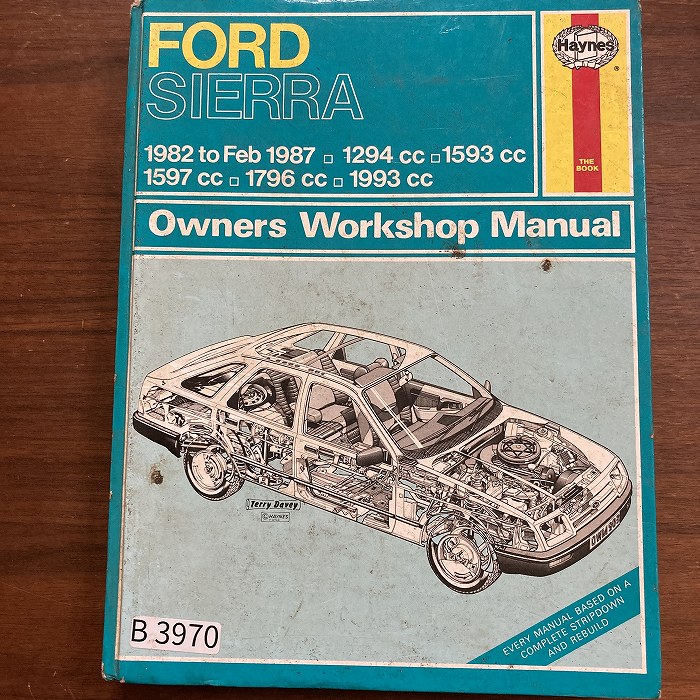 FORD
SIERRA
Haynes
®
1982 to Feb 1987 □ 1294 cc □ 1593 cc
1597 cc □ 1796 cc □ 1993 cc
THE
BOOK
Owners Workshop Manual
Terry Davey
© HAYNES
EVERY MANUAL BASED ON A
COMPLETE STRIPDOWN
AND REBUILD
B 3970